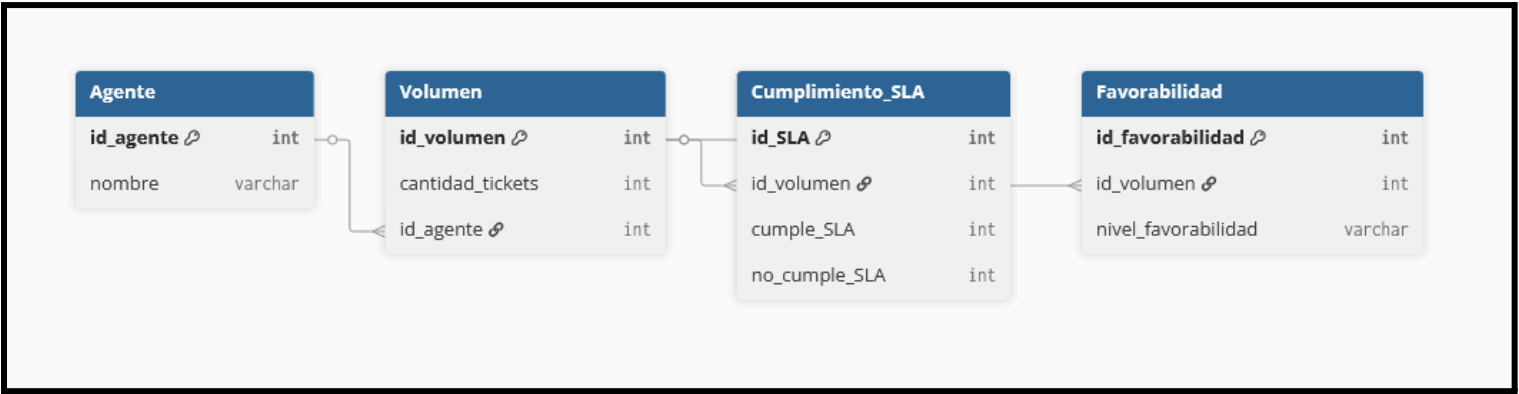 Agente
id_agente int
nombre varchar
Volumen
id_volumen int
cantidad_tickets int
id_agente int
Cumplimiento_SLA
id_SLA int
id_volumen int
cumple_SLA int
no_cumple_SLA int
Favorabilidad
id_favorabilidad int
id_volumen int
nivel_favorabilidad varchar